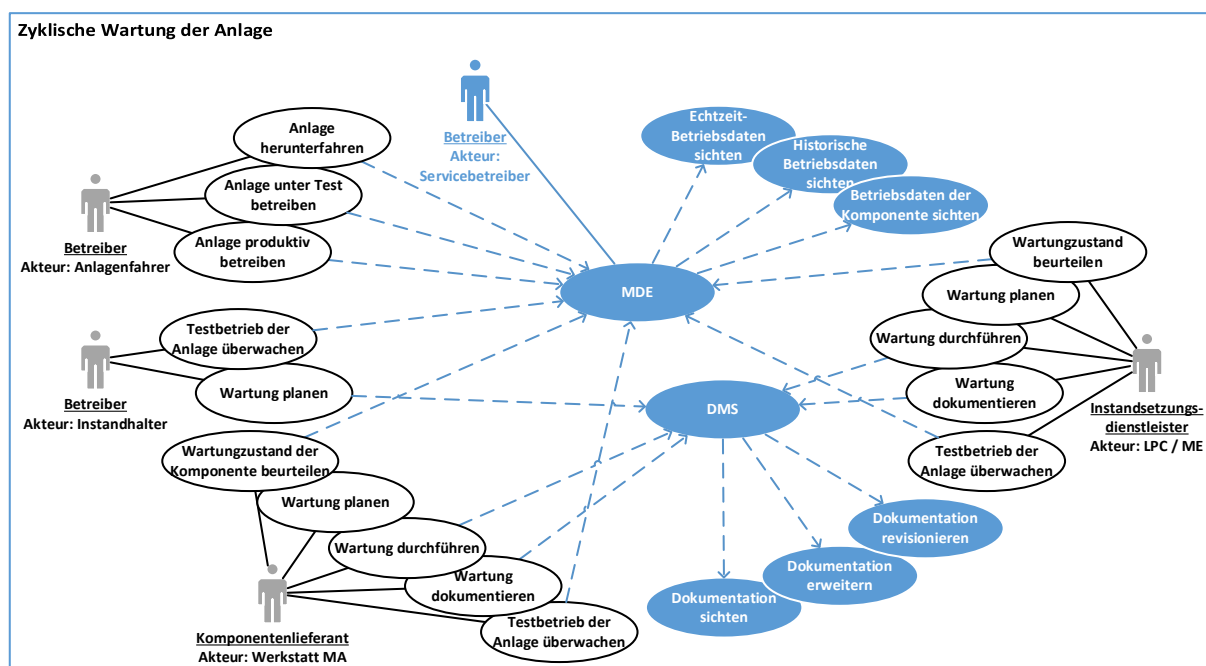 Zyklische Wartung der Anlage
Betreiber
Akteur:
Servicebetreiber
Anlage
herunterfahren
Anlage unter Test
betreiben
Anlage produktiv
betreiben
Betreiber
Akteur: Anlagenfahrer
Echtzeit-
Betriebsdaten
sichten
Historische
Betriebsdaten
sichten
Betriebsdaten der
Komponente sichten
MDE
Wartungzustand
beurteilen
Wartung planen
Wartung durchführen
Wartung
dokumentieren
Testbetrieb der
Anlage überwachen
Instandsetzungs-
dienstleister
Akteur: LPC / ME
Testbetrieb der
Anlage überwachen
Wartung planen
Betreiber
Akteur: Instandhalter
DMS
Wartungzustand der
Komponente beurteilen
Wartung planen
Wartung durchführen
Wartung
dokumentieren
Testbetrieb der
Anlage überwachen
Komponentenlieferant
Akteur: Werkstatt MA
Dokumentation
revisionieren
Dokumentation
erweitern
Dokumentation
sichten